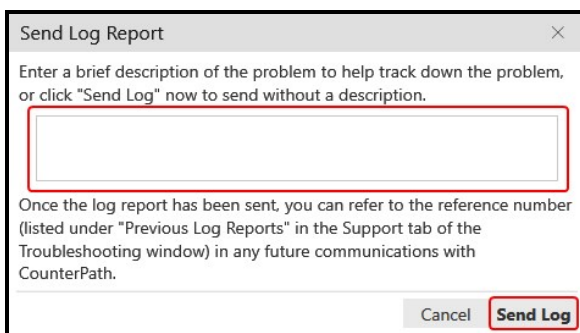 Send Log Report
Enter a brief description of the problem to help track down the problem,
or click "Send Log" now to send without a description.
Once the log report has been sent, you can refer to the reference number
(listed under "Previous Log Reports" in the Support tab of the
Troubleshooting window) in any future communications with
CounterPath.
Cancel Send Log